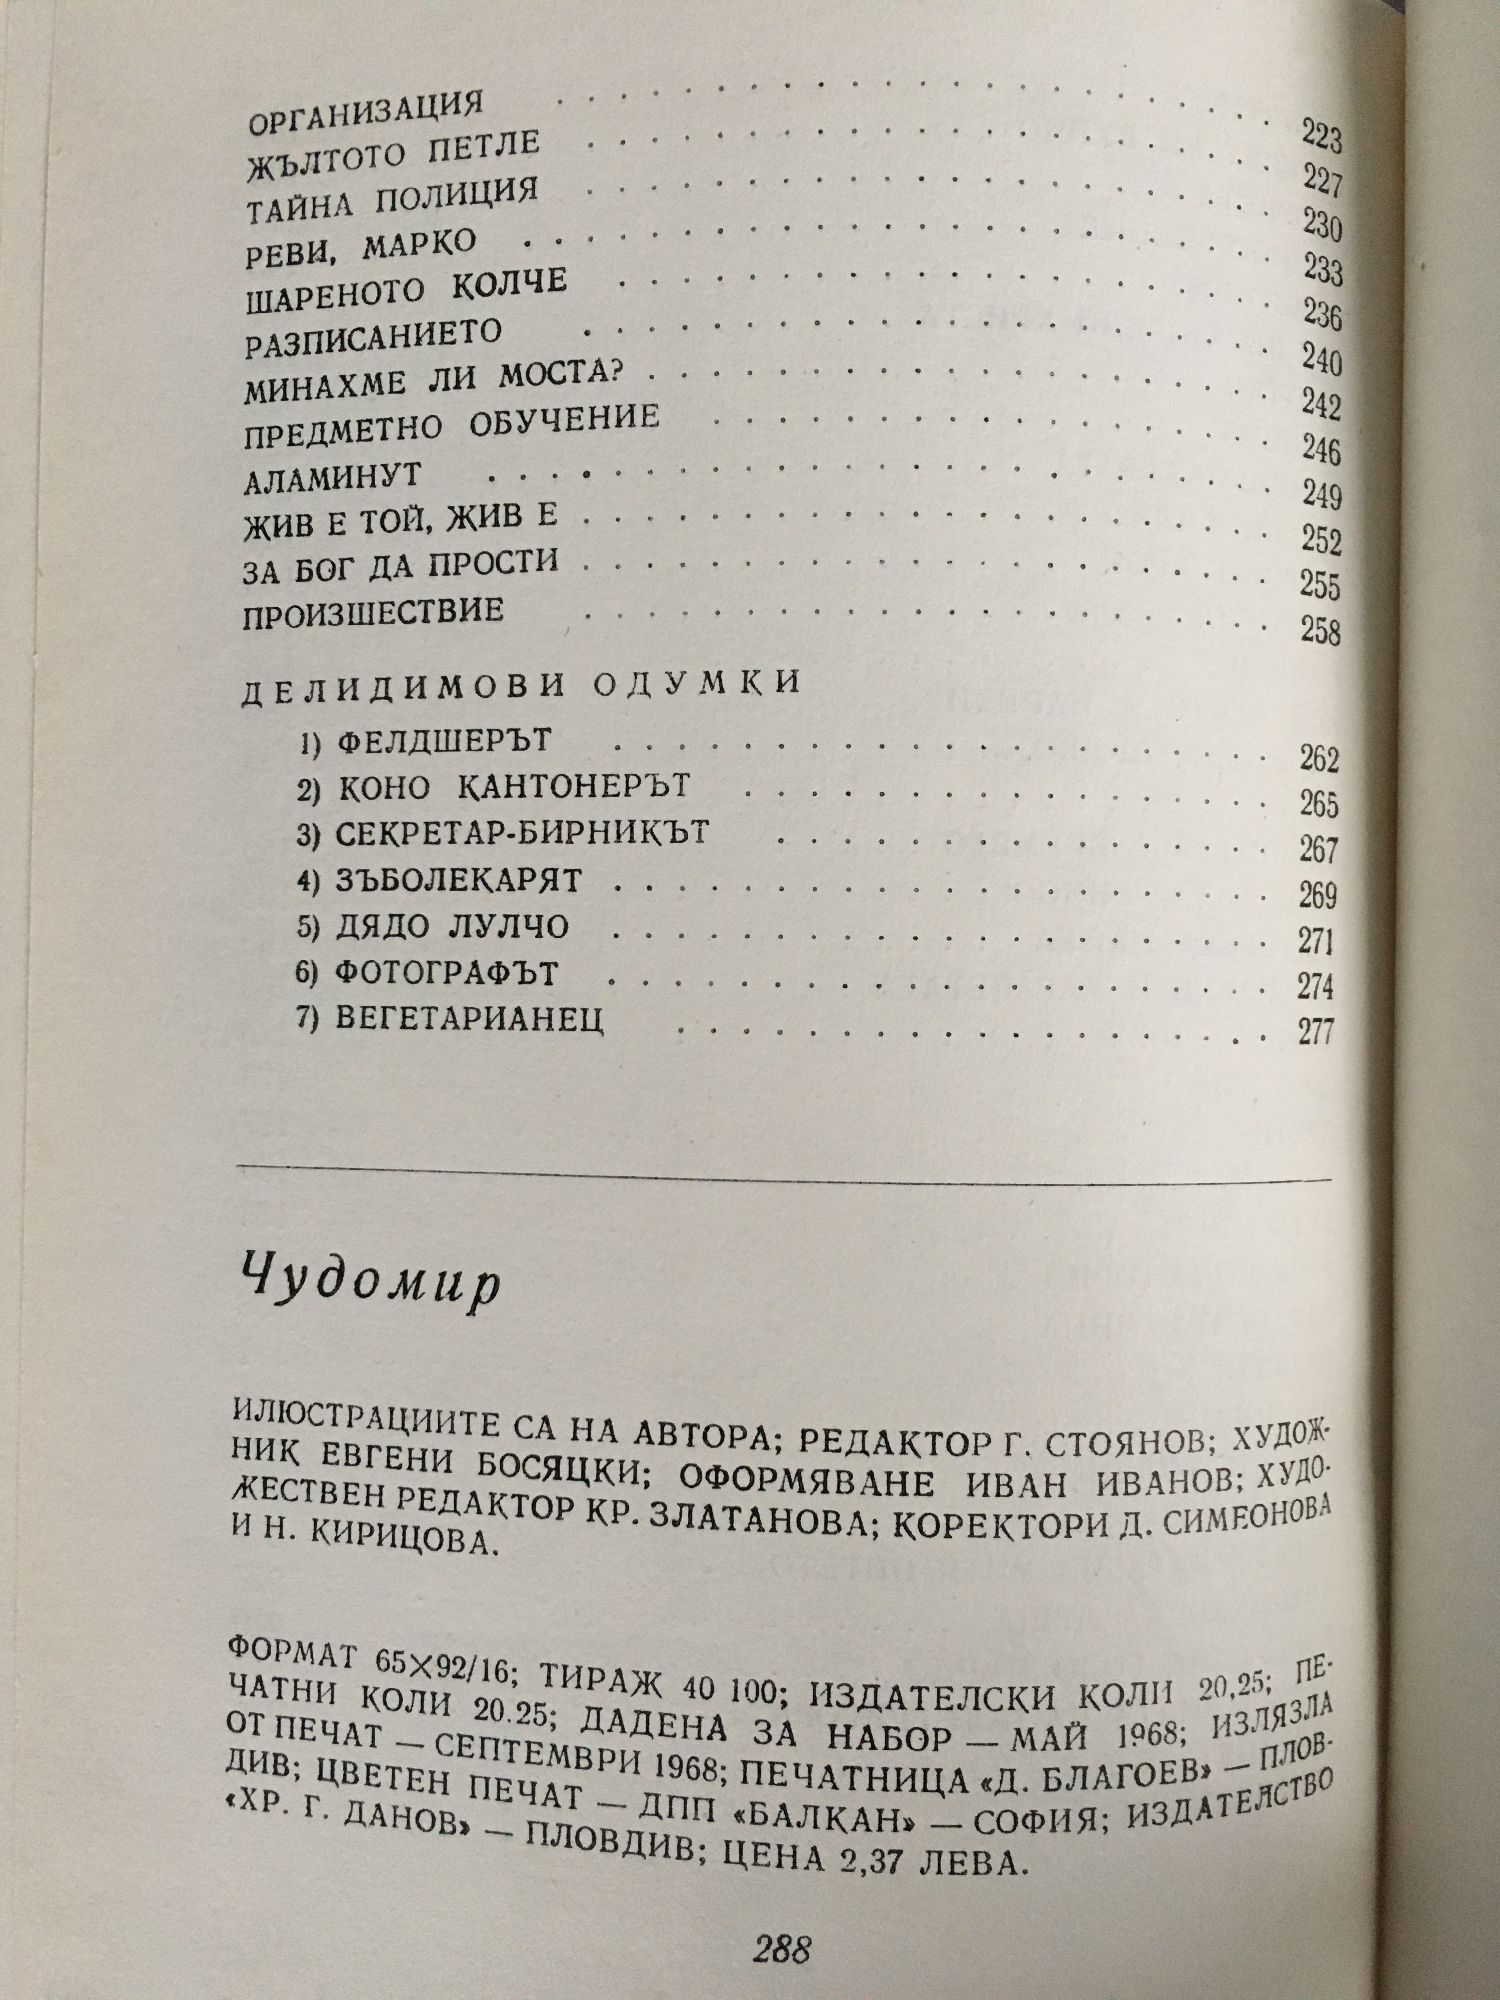 ОРГАНИЗАЦИЯ . . . . . . . . . . . . . . . . . . . . . . 223
ЖЪЛТОТО ПЕТЛЕ . . . . . . . . . . . . . . . . . . . . . 227
ТАЙНА ПОЛИЦИЯ . . . . . . . . . . . . . . . . . . . . . 230
РЕВИ, МАРКО . . . . . . . . . . . . . . . . . . . . . . 233
ШАРЕНОТО КОЛЧЕ . . . . . . . . . . . . . . . . . . . . 236
РАЗПИСАНИЕТО . . . . . . . . . . . . . . . . . . . . . 240
МИНАХМЕ ЛИ МОСТА? . . . . . . . . . . . . . . . . . . . 242
ПРЕДМЕТНО ОБУЧЕНИЕ . . . . . . . . . . . . . . . . . 246
АЛАМИНУТ . . . . . . . . . . . . . . . . . . . . . . . 249
ЖИВ Е ТОЙ, ЖИВ Е . . . . . . . . . . . . . . . . . . . . 252
ЗА БОГ ДА ПРОСТИ . . . . . . . . . . . . . . . . . . . . 255
ПРОИЗШЕСТВИЕ . . . . . . . . . . . . . . . . . . . . . 258
ДЕЛИДИМОВИ ОДУМКИ
1) ФЕЛДШЕРЪТ . . . . . . . . . . . . . . . . . . . . 262
2) КОНО КАНТОНЕРЪТ . . . . . . . . . . . . . . . . 265
3) СЕКРЕТАР-БИРНИКЪТ . . . . . . . . . . . . . . . 267
4) ЗЪБОЛЕКАРЯТ . . . . . . . . . . . . . . . . . . . . 269
5) ДЯДО ЛУЛЧО . . . . . . . . . . . . . . . . . . . . 271
6) ФОТОГРАФЪТ . . . . . . . . . . . . . . . . . . . . 274
7) ВЕГЕТАРИАНЕЦ . . . . . . . . . . . . . . . . . . 277
Чудомир
ИЛЮСТРАЦИИТЕ СА НА АВТОРА; РЕДАКТОР Г. СТОЯНОВ; ХУДОЖ-
НИК ЕВГЕНИ БОСЯЦКИ; ОФОРМЯВАНЕ ИВАН ИВАНОВ; ХУДО-
ЖЕСТВЕН РЕДАКТОР КР. ЗЛАТАНОВА; КОРЕКТОРИ Д. СИМЕОНОВА
И Н. КИРИЦОВА.
ФОРМАТ 65×92/16; ТИРАЖ 40 100; ИЗДАТЕЛСКИ КОЛИ 20,25; ПЕ-
ЧАТНИ КОЛИ 20.25; ДАДЕНА ЗА НАБОР — МАЙ 1968; ИЗЛЯЗЛА
ОТ ПЕЧАТ — СЕПТЕМВРИ 1968; ПЕЧАТНИЦА «Д. БЛАГОЕВ» — ПЛОВ-
ДИВ; ЦВЕТЕН ПЕЧАТ — ДПП «БАЛКАН» — СОФИЯ; ИЗДАТЕЛСТВО
«ХР. Г. ДАНОВ» — ПЛОВДИВ; ЦЕНА 2,37 ЛЕВА.
288